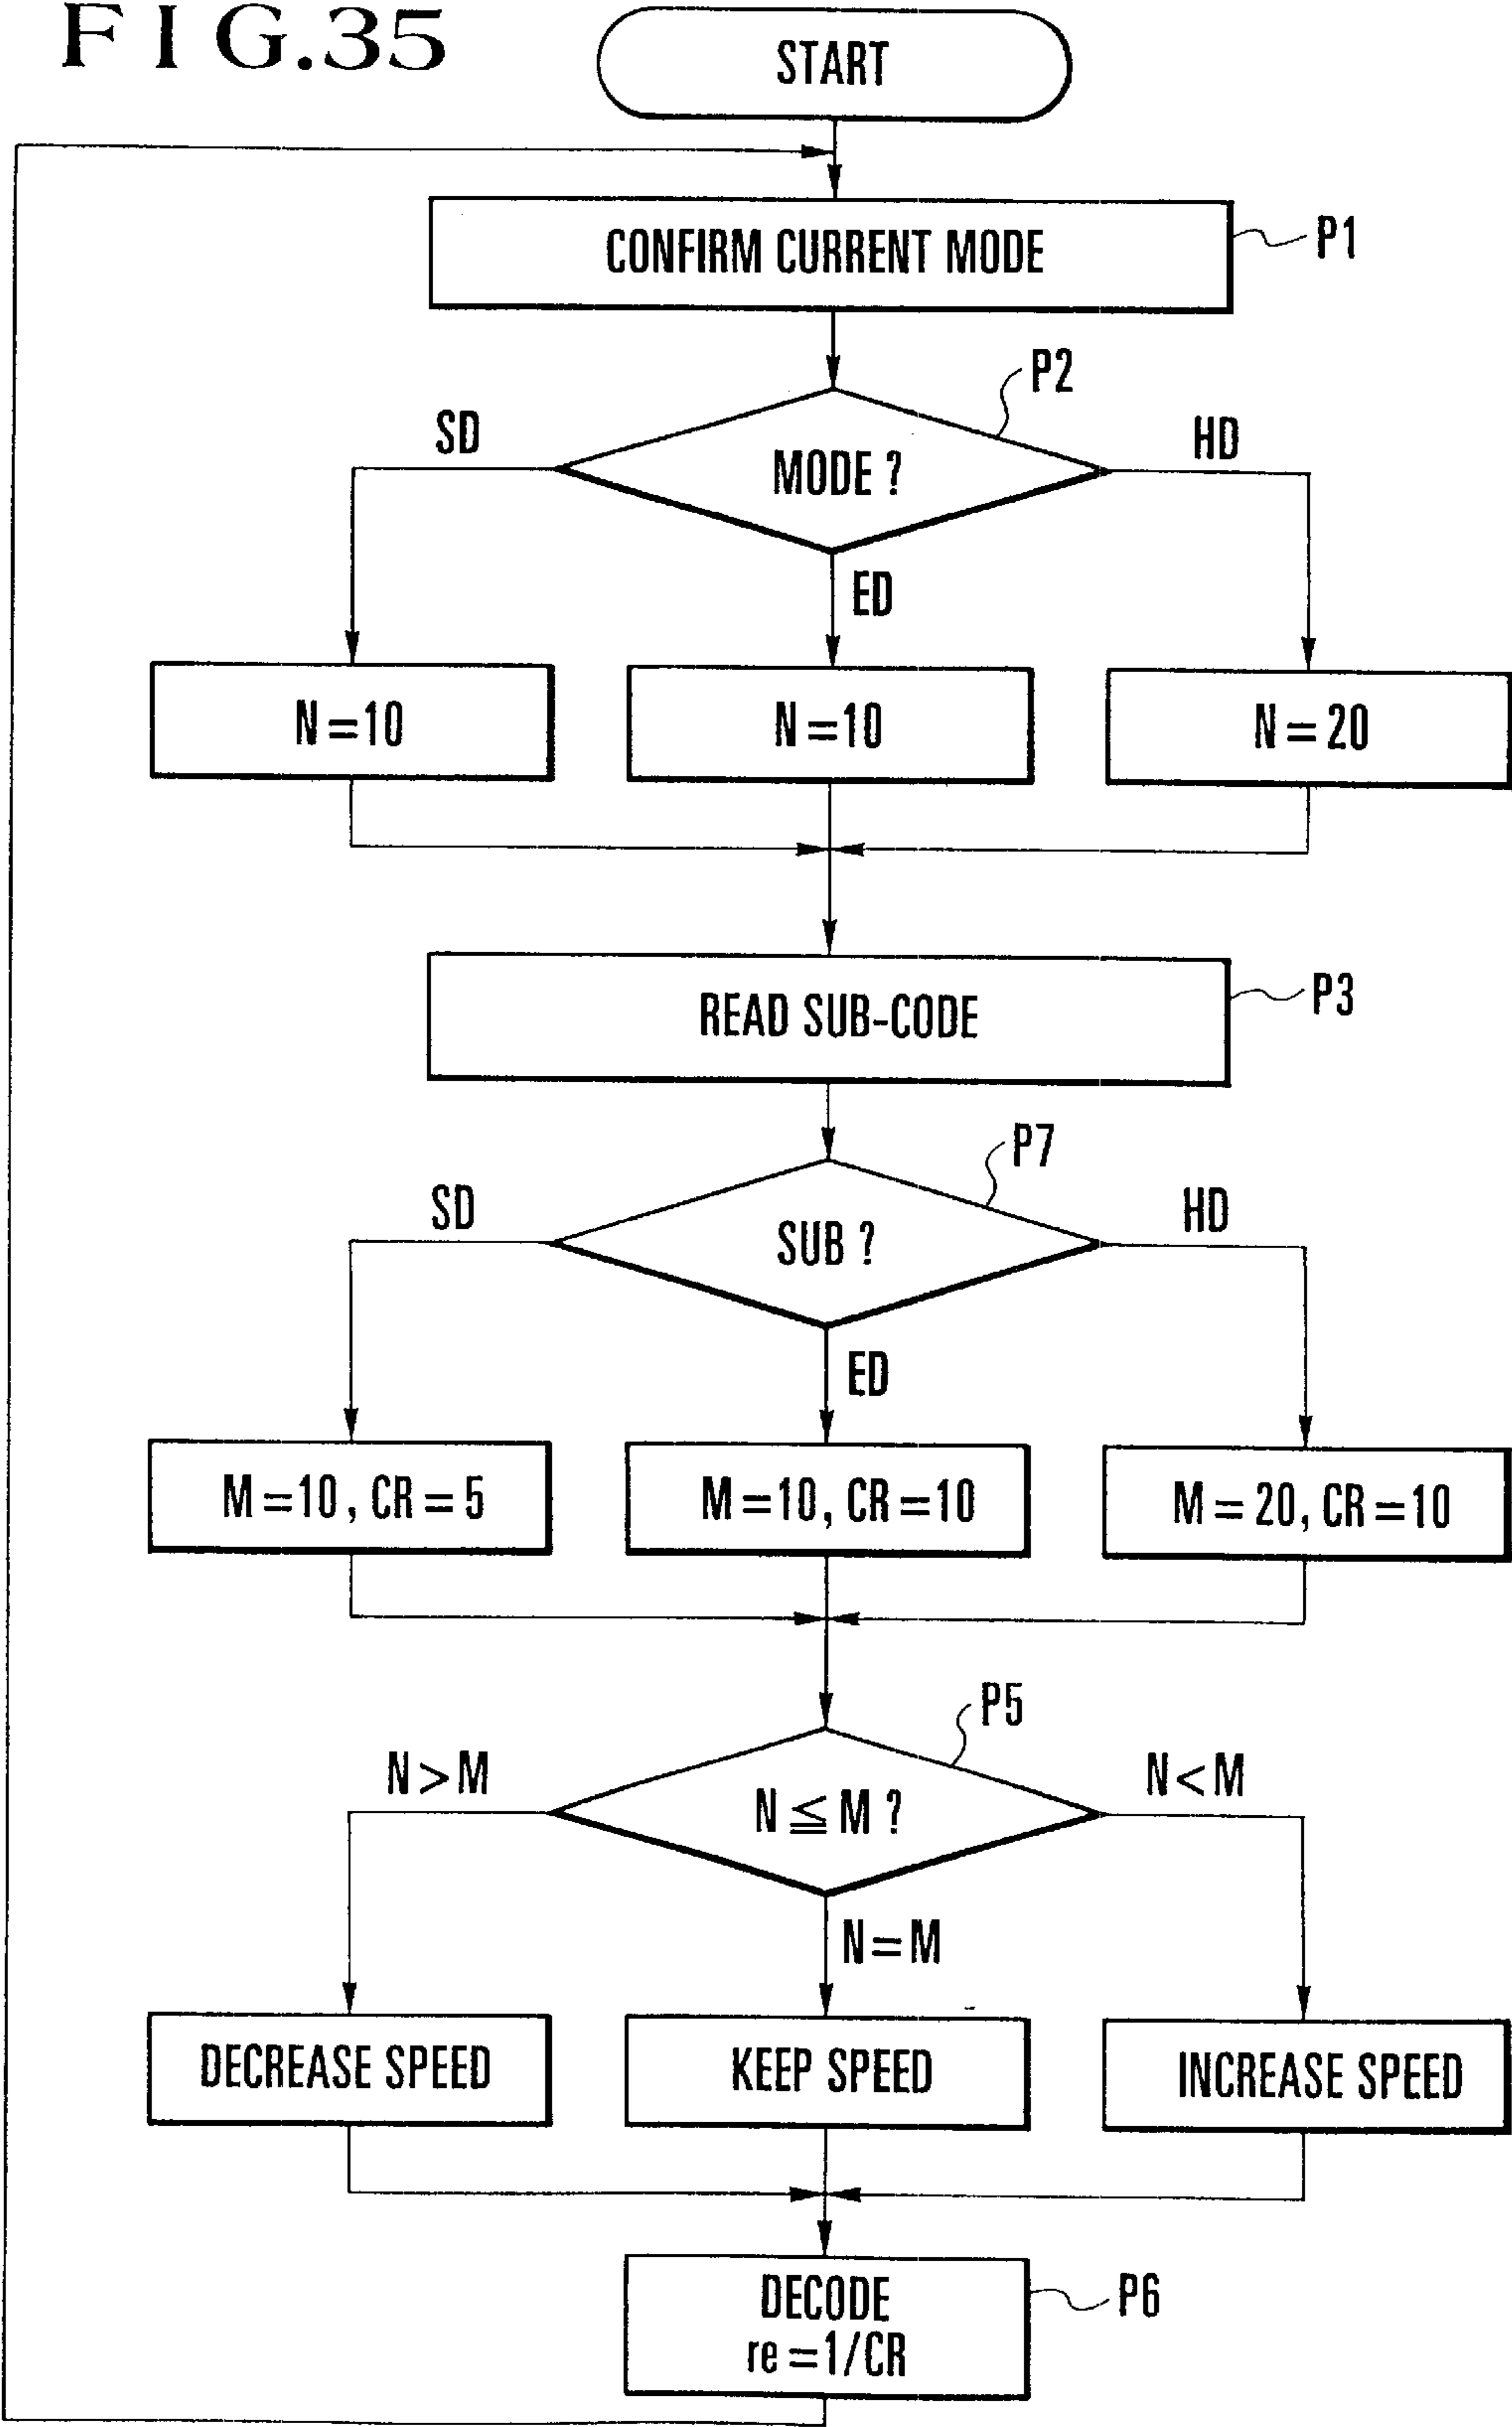 FIG.35
START
CONFIRM CURRENT MODE
P1
P2
SD
MODE ?
HD
ED
N=10
N=10
N=20
READ SUB-CODE
P3
P7
SD
SUB ?
HD
ED
M=10, CR=5
M=10, CR=10
M=20, CR=10
P5
N>M
N≦M ?
N<M
N=M
DECREASE SPEED
KEEP SPEED
INCREASE SPEED
DECODE
re=1/CR
P6